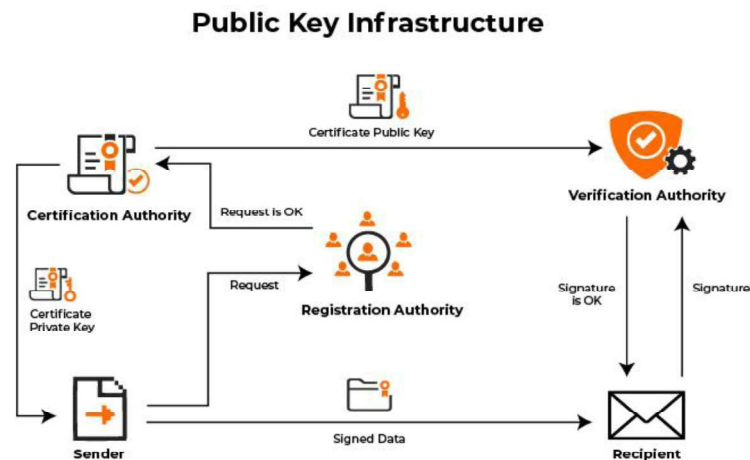 Public Key Infrastructure
Certificate Public Key
Certification Authority
Verification Authority
Request is OK
Request
Registration Authority
Certificate
Private Key
Signature
is OK
Signature
Signed Data
Sender
Recipient